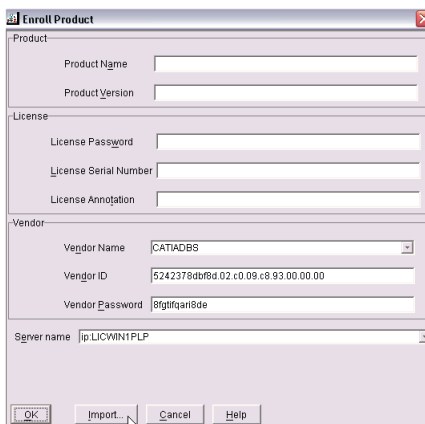 Enroll Product
Product
Product Name
Product Version
License
License Password
License Serial Number
License Annotation
Vendor
Vendor Name CATIADBS
Vendor ID 5242378dbf8d.02.c0.09.c8.93.00.00.00
Vendor Password 8fgtifqari8de
Server name ip:LICWIN1PLP
OK Import... Cancel Help